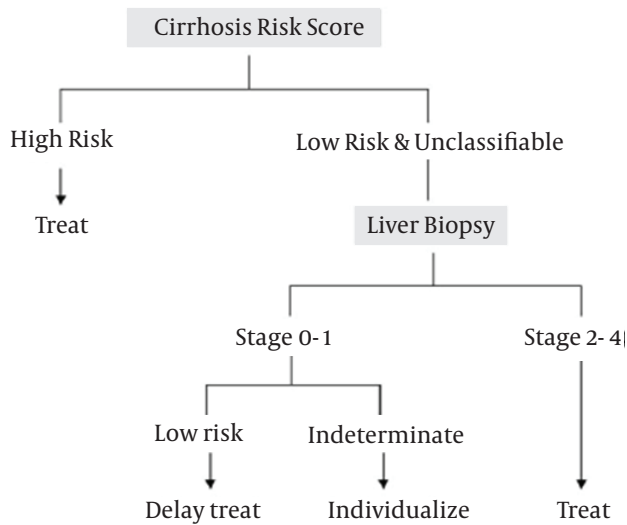 Cirrhosis Risk Score
High Risk
Low Risk & Unclassifiable
Treat
Liver Biopsy
Stage 0-1
Stage 2- 4
Low risk
Indeterminate
Delay treat
Individualize
Treat